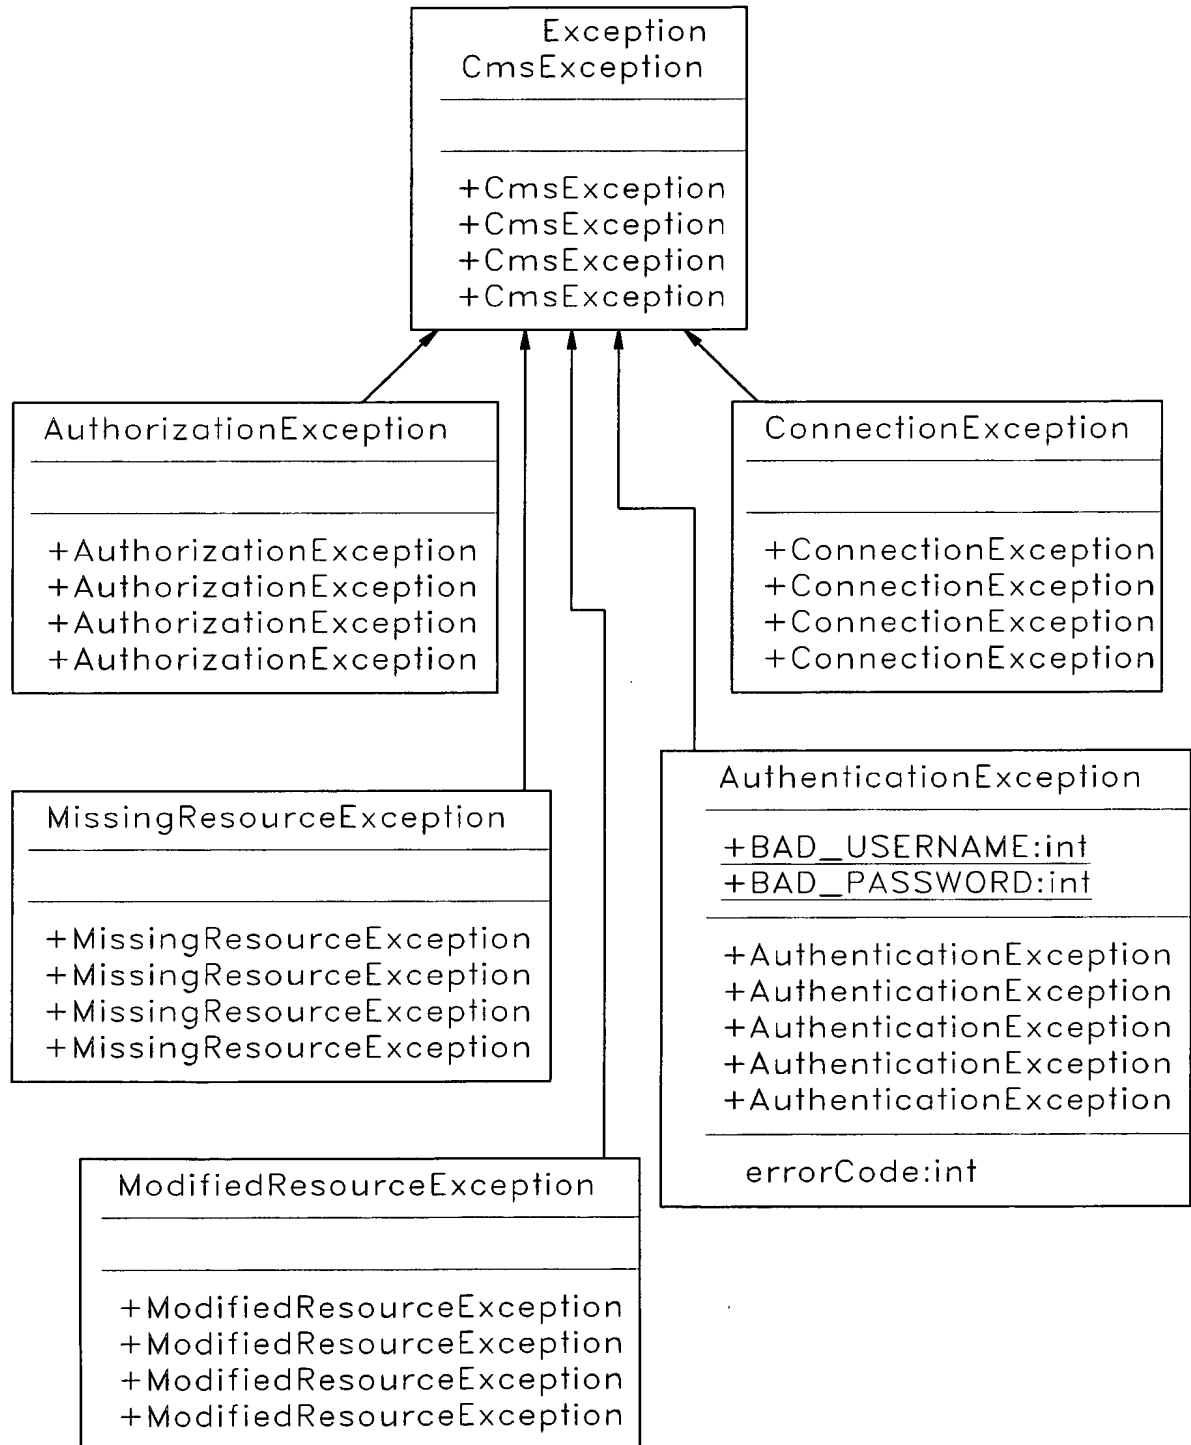 Exception
CmsException
+CmsException
+CmsException
+CmsException
+CmsException
AuthorizationException
+AuthorizationException
+AuthorizationException
+AuthorizationException
+AuthorizationException
ConnectionException
+ConnectionException
+ConnectionException
+ConnectionException
+ConnectionException
MissingResourceException
+MissingResourceException
+MissingResourceException
+MissingResourceException
+MissingResourceException
AuthenticationException
+BAD_USERNAME:int
+BAD_PASSWORD:int
+AuthenticationException
+AuthenticationException
+AuthenticationException
+AuthenticationException
+AuthenticationException
errorCode:int
ModifiedResourceException
+ModifiedResourceException
+ModifiedResourceException
+ModifiedResourceException
+ModifiedResourceException